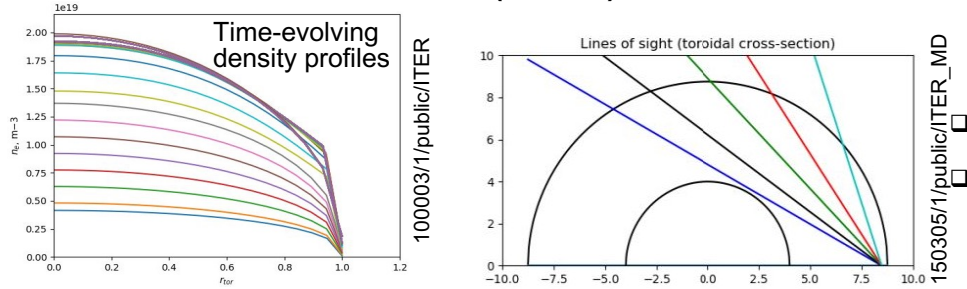 1e19
Time-evolving
density profiles
2.00
1.75
1.50
1.25
1.00
0.75
0.50
0.25
0.00
n_e, m−3
0.0 0.2 0.4 0.6 0.8 1.0 1.2
r_tor
100003/1/public/ITER
Lines of sight (toroidal cross-section)
10
8
6
4
2
0
−10.0 −7.5 −5.0 −2.5 0.0 2.5 5.0 7.5 10.0
150305/1/public/ITER_MD